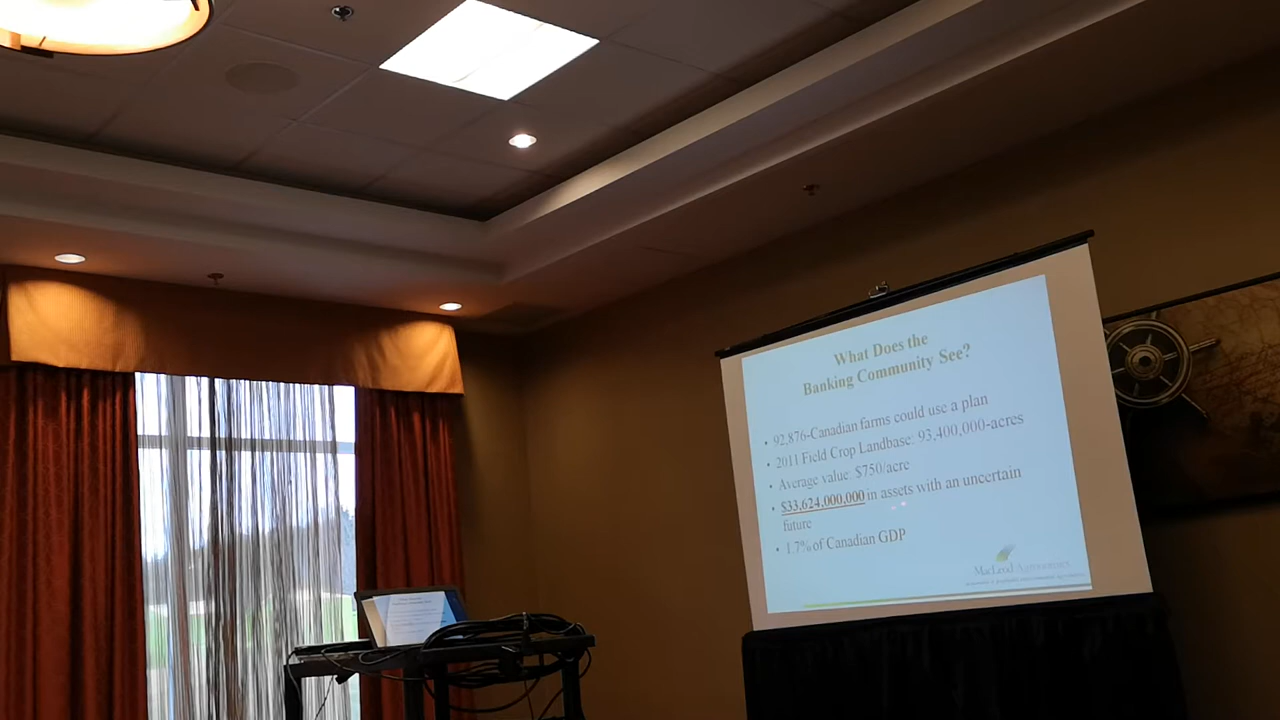 What Does the
Banking Community See?
• 92,876-Canadian farms could use a plan
• 2011 Field Crop Landbase: 93,400,000-acres
• Average value: $750/acre
• $33,624,000,000 in assets with an uncertain
future
• 1.7% of Canadian GDP
MacLeod Agronomics